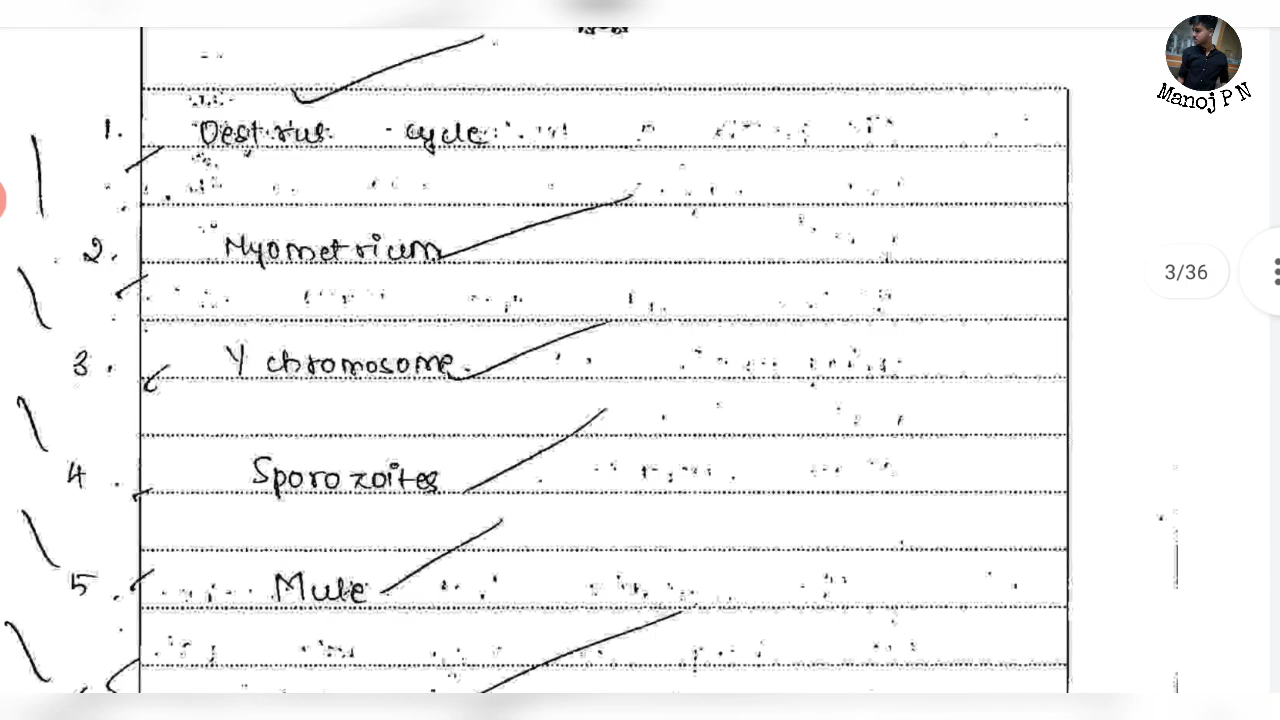 Manoj P N
1. Oestrus cycle
2. Myometrium
3/36
3. Y chromosome.
4. Sporozoites
5. Mule